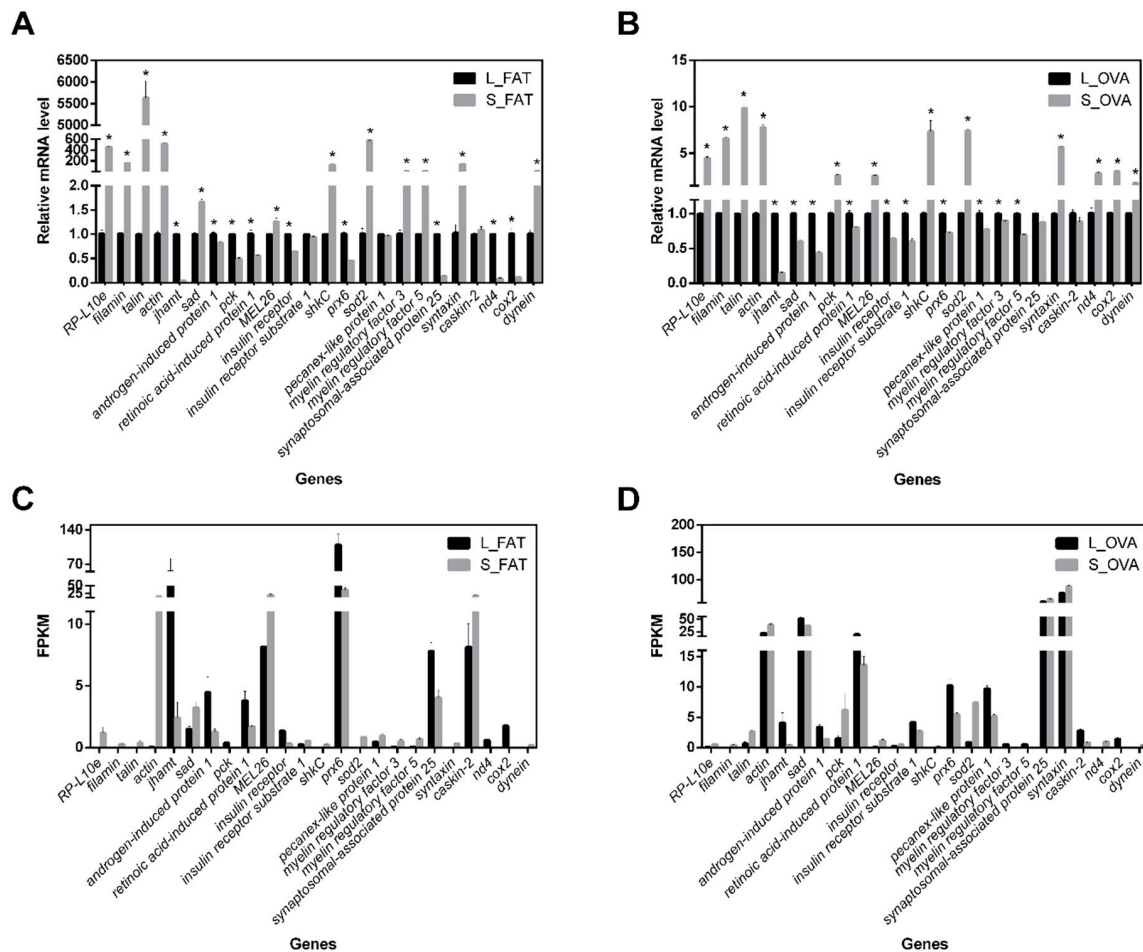 A
Relative mRNA level
6500
6000
5500
5000
600
400
200
2.0
1.5
1.0
0.5
0.0
L_FAT
S_FAT
* * * * * * * * * * * * * * * * * * * *
RP-L10e
filamin
talin
actin
jhamt
sad
androgen-induced protein 1
pck
retinoic acid-induced protein 1
MEL26
insulin receptor
insulin receptor substrate 1
shkC
prx6
sod2
pecanex-like protein 1
myelin regulatory factor 3
myelin regulatory factor 5
synaptosomal-associated protein 25
syntaxin
caskin-2
nd4
cox2
dynein
Genes
B
Relative mRNA level
15
10
5
1.0
0.5
0.0
L_OVA
S_OVA
* * * * * * * * * * * * * * * * * * * * * *
RP-L10e
filamin
talin
actin
jhamt
sad
androgen-induced protein 1
pck
retinoic acid-induced protein 1
MEL26
insulin receptor
insulin receptor substrate 1
shkC
prx6
sod2
pecanex-like protein 1
myelin regulatory factor 3
myelin regulatory factor 5
synaptosomal-associated protein 25
syntaxin
caskin-2
nd4
cox2
dynein
Genes
C
FPKM
140
70
50
25
10
5
0
L_FAT
S_FAT
RP-L10e
filamin
talin
actin
jhamt
sad
androgen-induced protein 1
pck
retinoic acid-induced protein 1
MEL26
insulin receptor
insulin receptor substrate 1
shkC
prx6
sod2
pecanex-like protein 1
myelin regulatory factor 3
myelin regulatory factor 5
synaptosomal-associated protein 25
syntaxin
caskin-2
nd4
cox2
dynein
Genes
D
FPKM
200
150
100
50
25
15
10
5
0
L_OVA
S_OVA
RP-L10e
filamin
talin
actin
jhamt
sad
androgen-induced protein 1
pck
retinoic acid-induced protein 1
MEL26
insulin receptor
insulin receptor substrate 1
shkC
prx6
sod2
pecanex-like protein 1
myelin regulatory factor 3
myelin regulatory factor 5
synaptosomal-associated protein 25
syntaxin
caskin-2
nd4
cox2
dynein
Genes